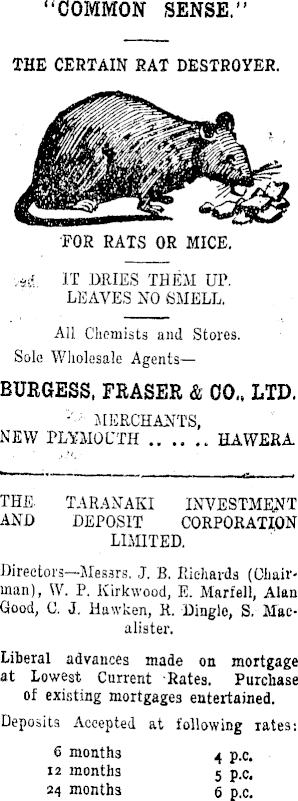 "COMMON SENSE."
THE CERTAIN RAT DESTROYER.
FOR RATS OR MICE.
IT DRIES THEM UP.
LEAVES NO SMELL.
All Chemists and Stores.
Sole Wholesale Agents—
BURGESS, FRASER & CO., LTD.
MERCHANTS,
NEW PLYMOUTH .. .. .. HAWERA.
THE TARANAKI INVESTMENT
AND DEPOSIT CORPORATION
LIMITED.
Directors—Messrs. J. B. Richards (Chair-
man), W. P. Kirkwood, E. Marfell, Alan
Good, C. J. Hawken, R. Dingle, S. Mac-
alister.
Liberal advances made on mortgage
at Lowest Current Rates. Purchase
of existing mortgages entertained.
Deposits Accepted at following rates:
6 months 4 p.c.
12 months 5 p.c.
24 months 6 p.c.